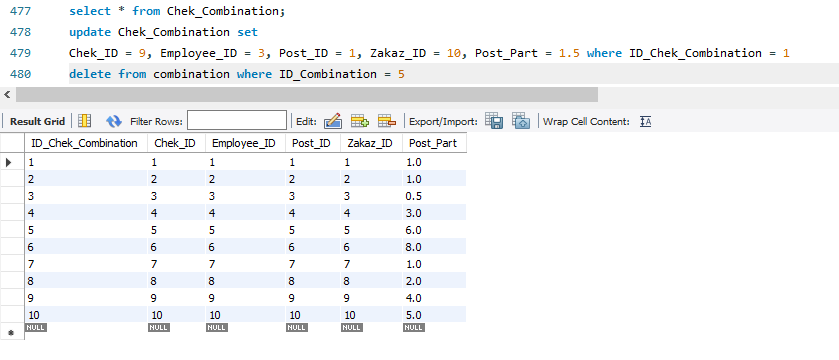 477 select * from Chek_Combination;
478 update Chek_Combination set
479 Chek_ID = 9, Employee_ID = 3, Post_ID = 1, Zakaz_ID = 10, Post_Part = 1.5 where ID_Chek_Combination = 1
480 delete from combination where ID_Combination = 5
Result Grid Filter Rows: Edit: Export/Import: Wrap Cell Content: IA
ID_Chek_Combination Chek_ID Employee_ID Post_ID Zakaz_ID Post_Part
1 1 1 1 1 1.0
2 2 2 2 2 1.0
3 3 3 3 3 0.5
4 4 4 4 4 3.0
5 5 5 5 5 6.0
6 6 6 6 6 8.0
7 7 7 7 7 1.0
8 8 8 8 8 2.0
9 9 9 9 9 4.0
10 10 10 10 10 5.0
NULL NULL NULL NULL NULL NULL